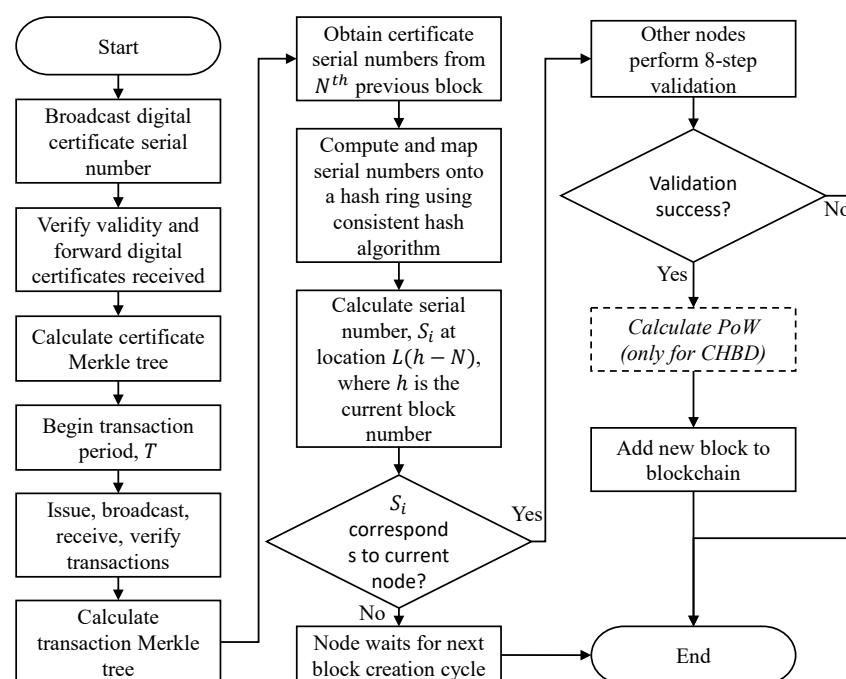 Start
Broadcast digital
certificate serial
number
Verify validity and
forward digital
certificates received
Calculate certificate
Merkle tree
Begin transaction
period, T
Issue, broadcast,
receive, verify
transactions
Calculate
transaction Merkle
tree
Obtain certificate
serial numbers from
Nᵗʰ previous block
Compute and map
serial numbers onto
a hash ring using
consistent hash
algorithm
Calculate serial
number, Sᵢ at
location L(h − N),
where h is the
current block
number
Sᵢ
correspond
s to current
node?
Yes
No
Node waits for next
block creation cycle
Other nodes
perform 8-step
validation
Validation
success?
No
Yes
Calculate PoW
(only for CHBD)
Add new block to
blockchain
End